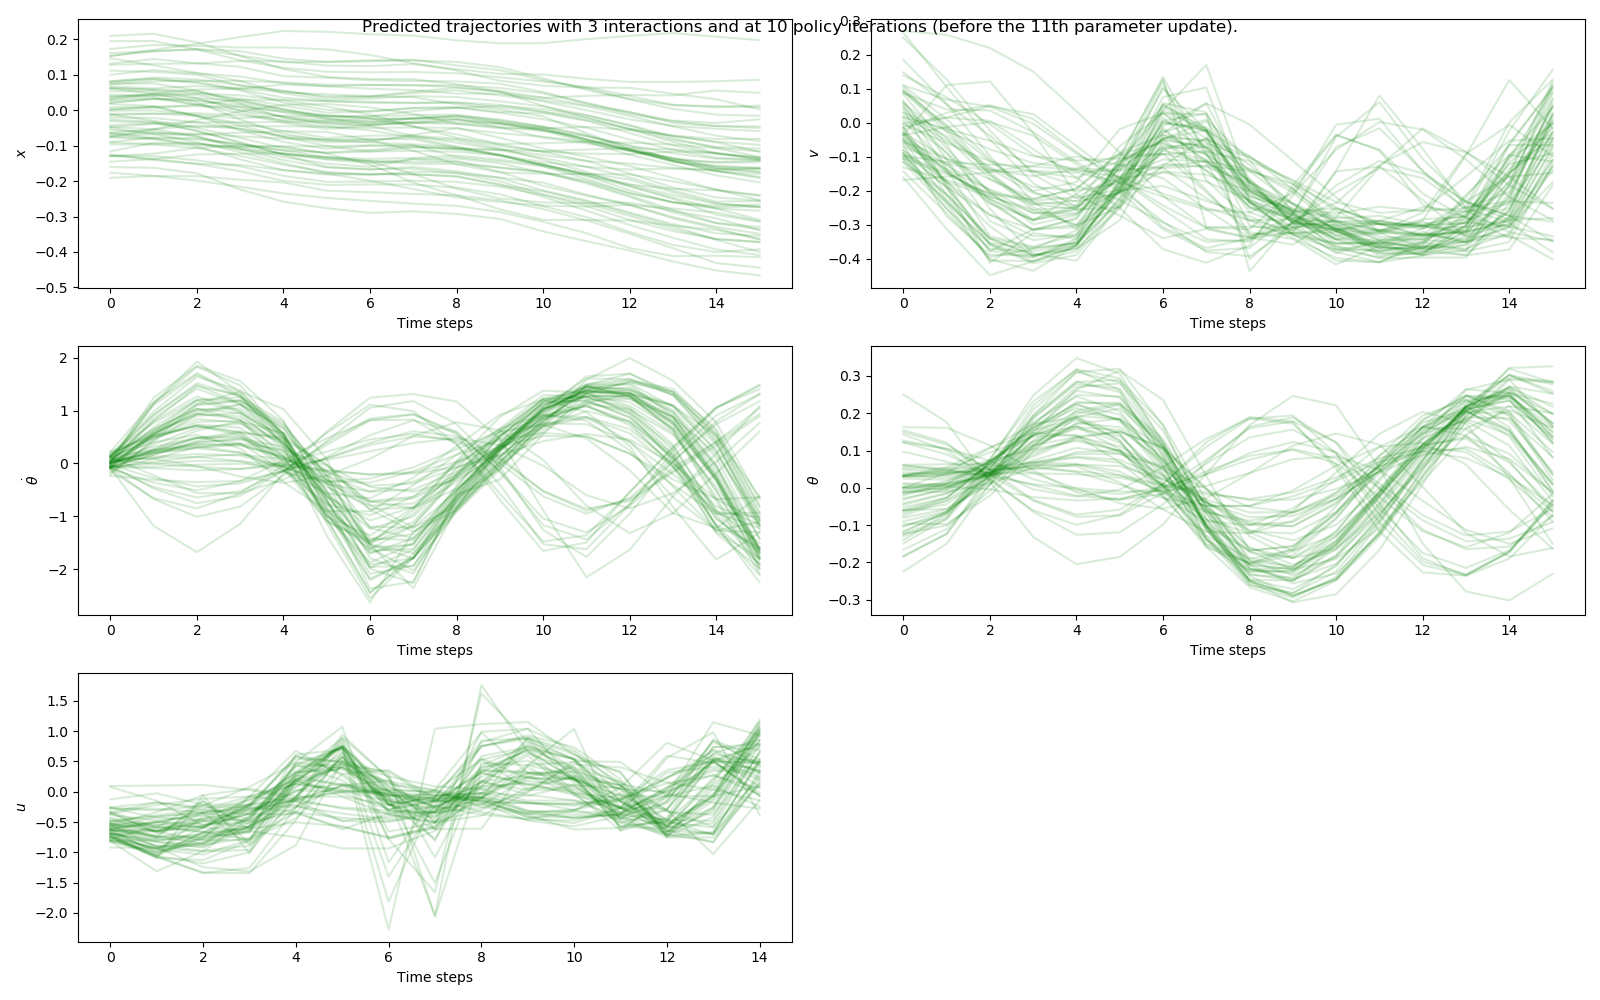 Predicted trajectories with 3 interactions and at 10 policy iterations (before the 11th parameter update).
0.2
0.1
0.0
−0.1
−0.2
−0.3
−0.4
−0.5
x
0 2 4 6 8 10 12 14
Time steps
0.3
0.2
0.1
0.0
−0.1
−0.2
−0.3
−0.4
v
0 2 4 6 8 10 12 14
Time steps
2
1
0
−1
−2
θ̇
0 2 4 6 8 10 12 14
Time steps
0.3
0.2
0.1
0.0
−0.1
−0.2
−0.3
θ
0 2 4 6 8 10 12 14
Time steps
1.5
1.0
0.5
0.0
−0.5
−1.0
−1.5
−2.0
u
0 2 4 6 8 10 12 14
Time steps